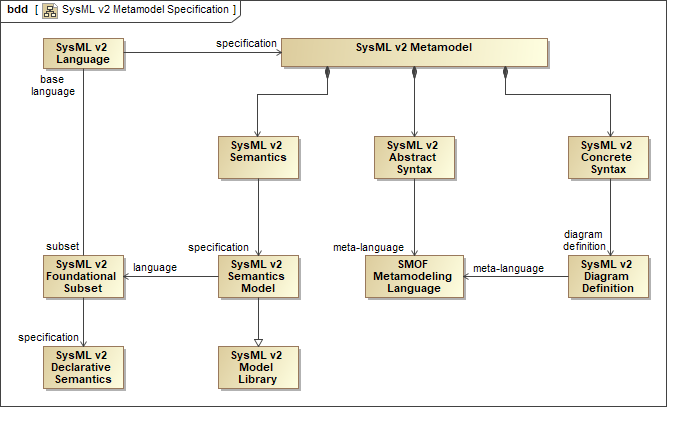 bdd [ SysML v2 Metamodel Specification ]
SysML v2
Language
specification
SysML v2 Metamodel
base
language
SysML v2
Semantics
SysML v2
Abstract
Syntax
SysML v2
Concrete
Syntax
subset
specification
meta-language
diagram
definition
SysML v2
Foundational
Subset
language
SysML v2
Semantics
Model
SMOF
Metamodeling
Language
meta-language
SysML v2
Diagram
Definition
specification
SysML v2
Declarative
Semantics
SysML v2
Model
Library